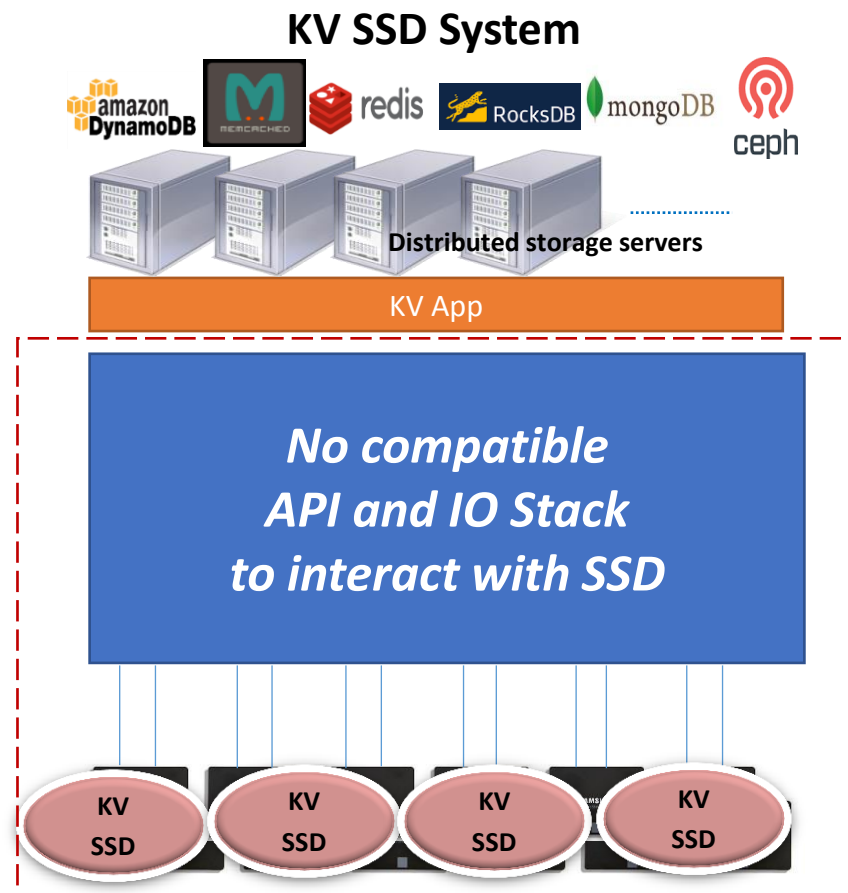 KV SSD System
amazon
DynamoDB
MEMCACHED
redis
RocksDB
mongoDB
ceph
Distributed storage servers
KV App
No compatible
API and IO Stack
to interact with SSD
KV
SSD
KV
SSD
KV
SSD
KV
SSD